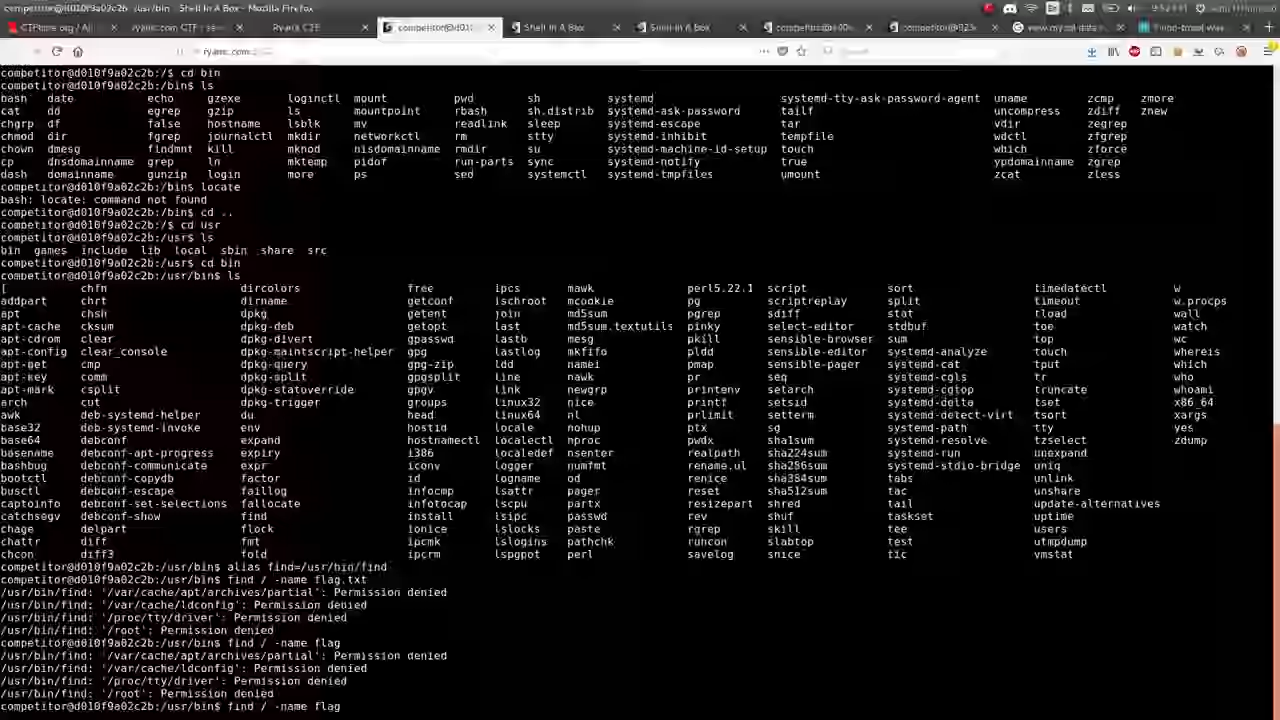 competitor@d010f9a02c2b: /usr/bin - Shell In A Box - Mozilla Firefox
Shell In A Box
competitor@d010f9a02c2b:/$ cd bin
competitor@d010f9a02c2b:/bin$ ls
bash date echo gzexe loginctl mount pwd sh systemd systemd-tty-ask-password-agent uname zcmp zmore
cat dd egrep gzip ls mountpoint rbash sh.distrib systemd-ask-password tailf uncompress zdiff znew
chgrp df false hostname lsblk mv readlink sleep systemd-escape tar vdir zegrep
chmod dir fgrep journalctl mkdir networkctl rm stty systemd-inhibit tempfile wdctl zfgrep
chown dmesg findmnt kill mknod nisdomainname rmdir su systemd-machine-id-setup touch which zforce
cp dnsdomainname grep ln mktemp pidof run-parts sync systemd-notify true ypdomainname zgrep
dash domainname gunzip login more ps sed systemctl systemd-tmpfiles umount zcat zless
competitor@d010f9a02c2b:/bin$ locate
bash: locate: command not found
competitor@d010f9a02c2b:/bin$ cd ..
competitor@d010f9a02c2b:/$ cd usr
competitor@d010f9a02c2b:/usr$ ls
bin games include lib local sbin share src
competitor@d010f9a02c2b:/usr$ cd bin
competitor@d010f9a02c2b:/usr/bin$ ls
[ chfn dircolors free ipcs mawk perl5.22.1 script sort timedatectl w
addpart chrt dirname getconf ischroot mcookie pg scriptreplay split timeout w.procps
apt chsh dpkg getent join md5sum pgrep sdiff stat tload wall
apt-cache cksum dpkg-deb getopt last md5sum.textutils pinky select-editor stdbuf toe watch
apt-cdrom clear dpkg-divert gpasswd lastb mesg pkill sensible-browser sum top wc
apt-config clear_console dpkg-maintscript-helper gpg lastlog mkfifo pldd sensible-editor systemd-analyze touch whereis
apt-get cmp dpkg-query gpg-zip ldd namei pmap sensible-pager systemd-cat tput which
apt-key comm dpkg-split gpgsplit line nawk pr seq systemd-cgls tr who
apt-mark csplit dpkg-statoverride gpgv link newgrp printenv setarch systemd-cgtop truncate whoami
arch cut dpkg-trigger groups linux32 nice printf setsid systemd-delta tset x86_64
awk deb-systemd-helper du head linux64 nl prlimit setterm systemd-detect-virt tsort xargs
base32 deb-systemd-invoke env hostid locale nohup ptx sg systemd-path tty yes
base64 debconf expand hostnamectl localectl nproc pwdx sha1sum systemd-resolve tzselect zdump
basename debconf-apt-progress expiry i386 localedef nsenter realpath sha224sum systemd-run unexpand
bashbug debconf-communicate expr iconv logger numfmt rename.ul sha256sum systemd-stdio-bridge uniq
bootctl debconf-copydb factor id logname od renice sha384sum tabs unlink
busctl debconf-escape faillog infocmp lsattr pager reset sha512sum tac unshare
captoinfo debconf-set-selections fallocate infotocap lscpu partx resizepart shred tail update-alternatives
catchsegv debconf-show find install lsipc passwd rev shuf taskset uptime
chage delpart flock ionice lslocks paste rgrep skill tee users
chattr diff fmt ipcmk lslogins pathchk runcon slabtop test utmpdump
chcon diff3 fold ipcrm lspgpot perl savelog snice tic vmstat
competitor@d010f9a02c2b:/usr/bin$ alias find=/usr/bin/find
competitor@d010f9a02c2b:/usr/bin$ find / -name flag.txt
/usr/bin/find: '/var/cache/apt/archives/partial': Permission denied
/usr/bin/find: '/var/cache/ldconfig': Permission denied
/usr/bin/find: '/proc/tty/driver': Permission denied
/usr/bin/find: '/root': Permission denied
competitor@d010f9a02c2b:/usr/bin$ find / -name flag
/usr/bin/find: '/var/cache/apt/archives/partial': Permission denied
/usr/bin/find: '/var/cache/ldconfig': Permission denied
/usr/bin/find: '/proc/tty/driver': Permission denied
/usr/bin/find: '/root': Permission denied
competitor@d010f9a02c2b:/usr/bin$ find / -name flag